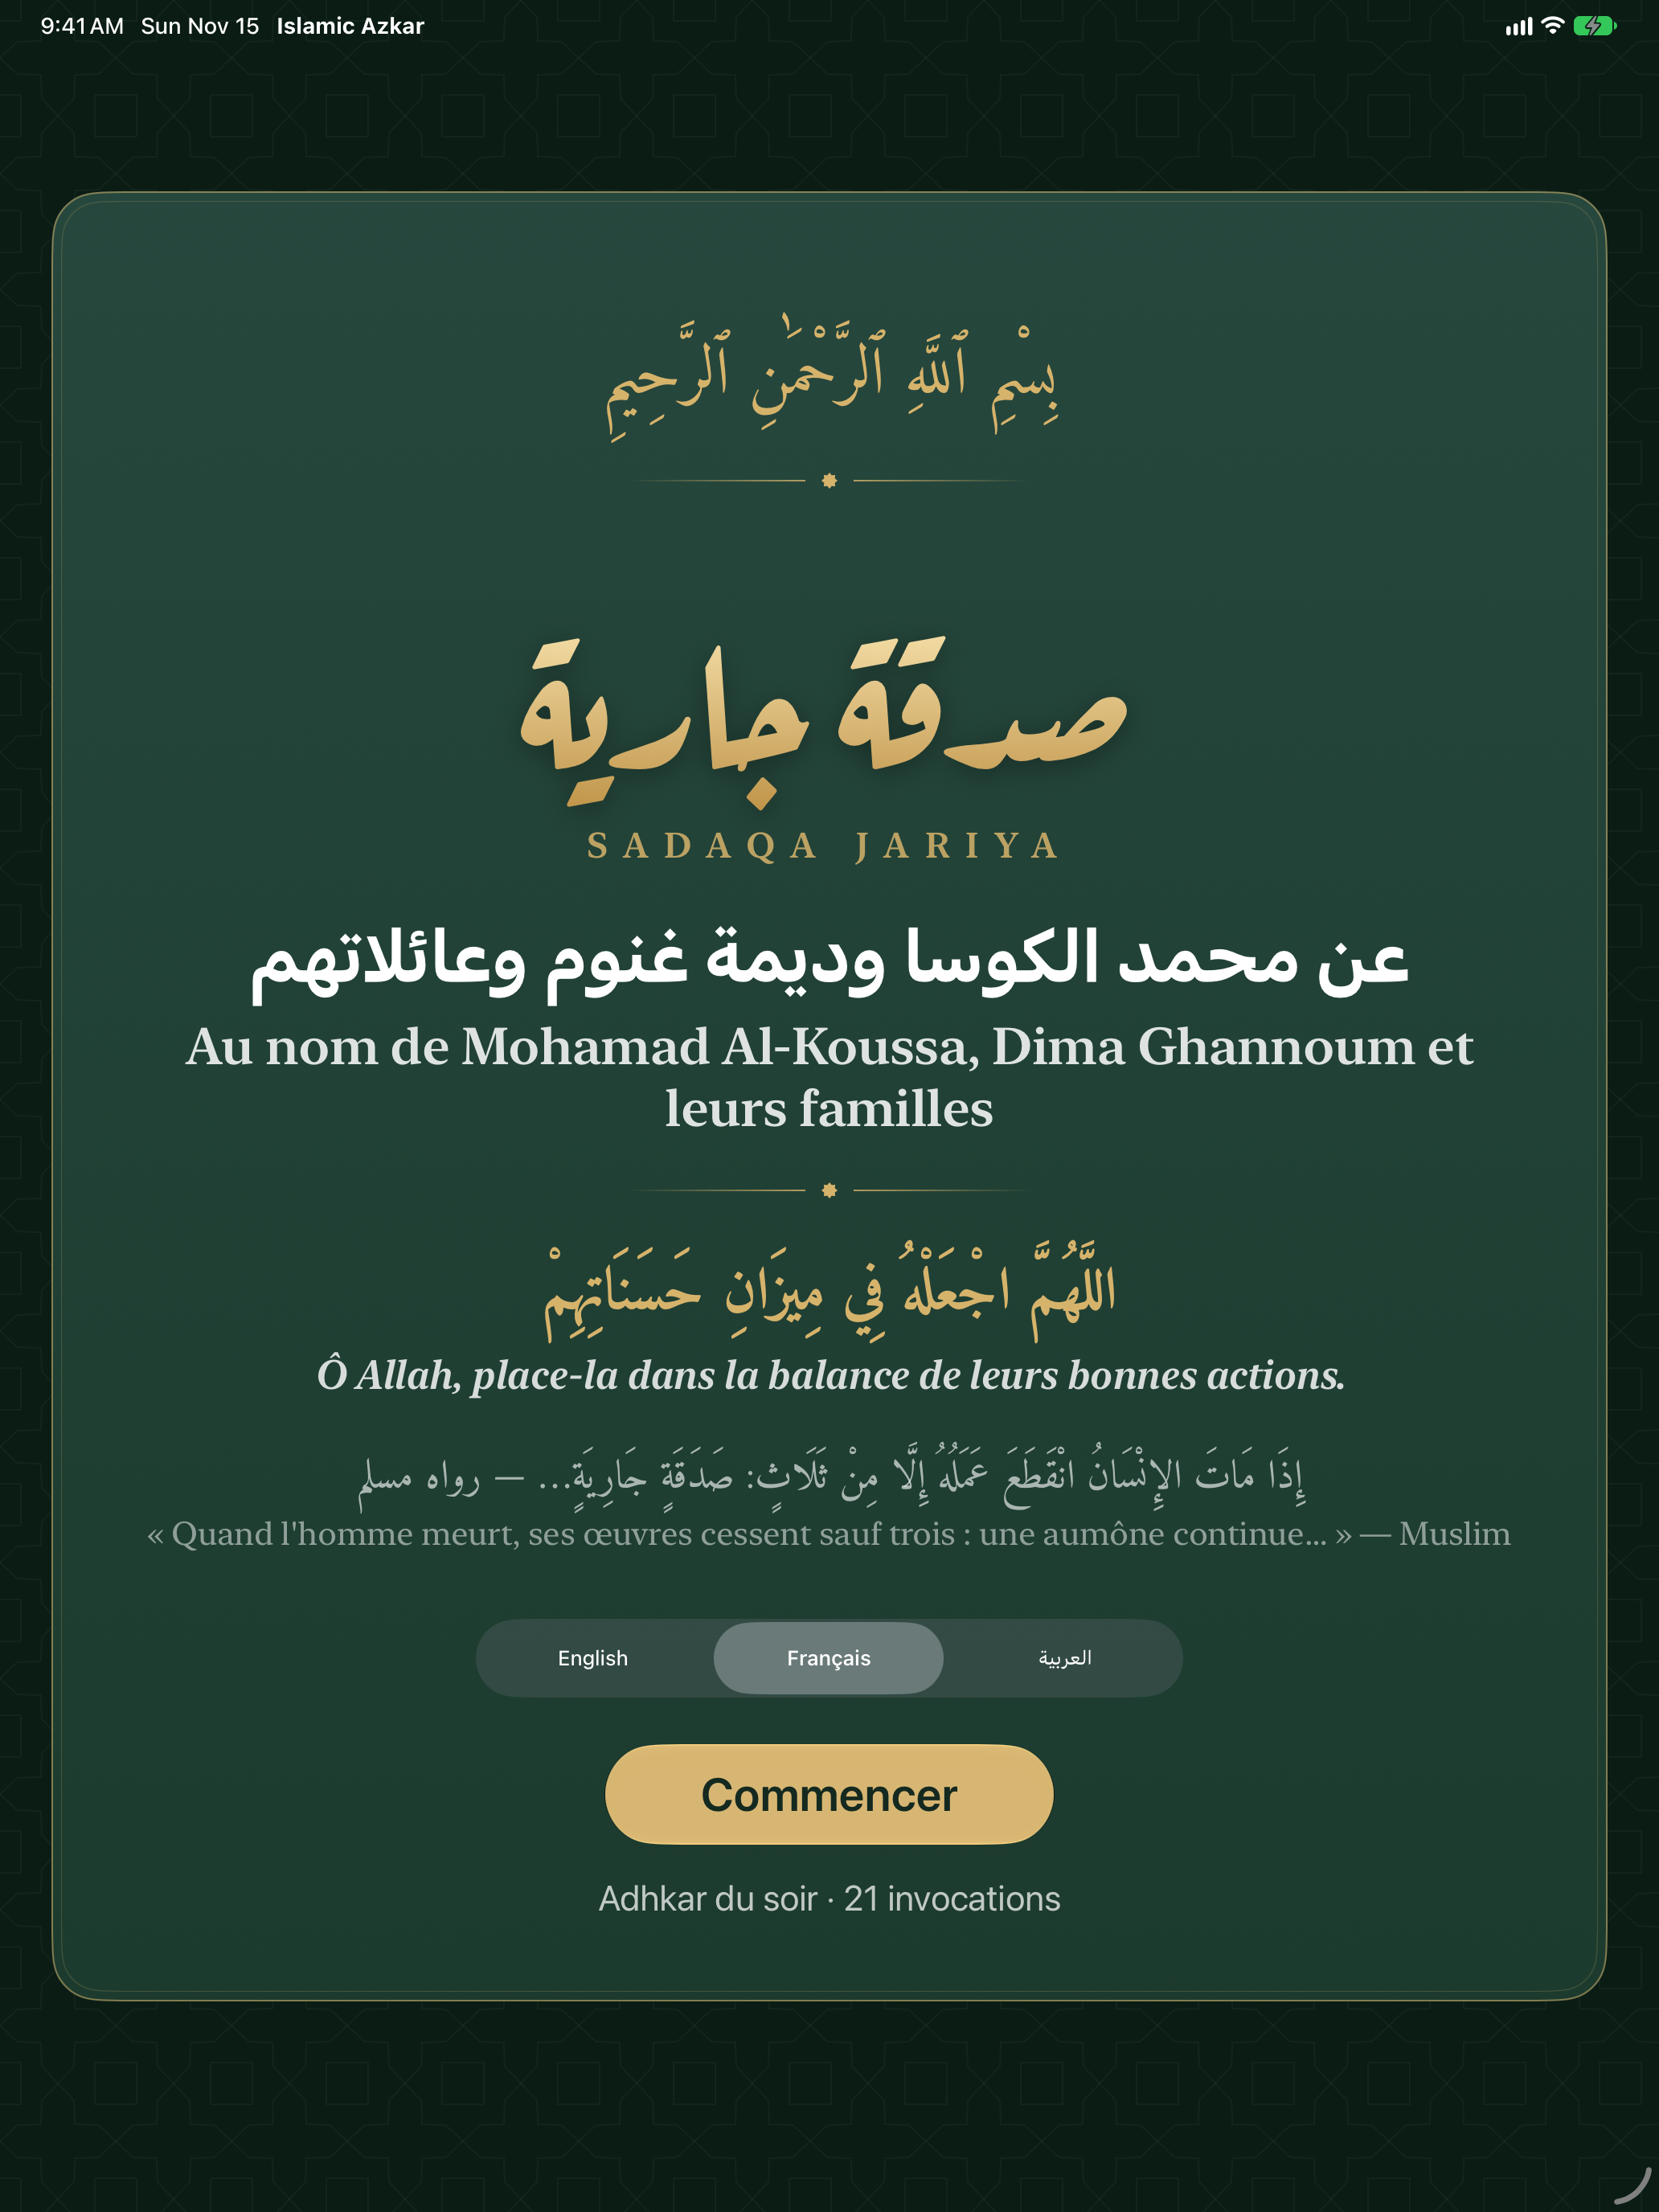 9:41 AM Sun Nov 15 Islamic Azkar
بِسْمِ ٱللَّهِ ٱلرَّحْمَٰنِ ٱلرَّحِيمِ
صدقة جارية
SADAQA JARIYA
عن محمد الكوسا وديمة غنوم وعائلاتهم
Au nom de Mohamad Al-Koussa, Dima Ghannoum et
leurs familles
اللَّهُمَّ اجْعَلْهُ فِي مِيزَانِ حَسَنَاتِهِمْ
Ô Allah, place-la dans la balance de leurs bonnes actions.
إِذَا مَاتَ الإِنْسَانُ انْقَطَعَ عَمَلُهُ إِلَّا مِنْ ثَلَاثٍ: صَدَقَةٍ جَارِيَةٍ... — رواه مسلم
« Quand l'homme meurt, ses œuvres cessent sauf trois : une aumône continue... » — Muslim
English Français العربية
Commencer
Adhkar du soir · 21 invocations